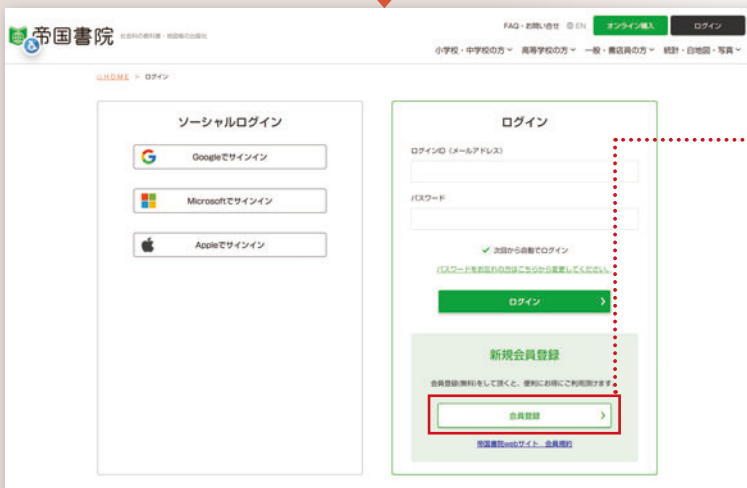 帝国書院
社会科の教科書・地図帳の出版社
FAQ・お問い合せ EN オンライン購入 ログイン
小学校・中学校の方 高等学校の方 一般・書店員の方 統計・白地図・写真
HOME > ログイン
ソーシャルログイン
Googleでサインイン
Microsoftでサインイン
Appleでサインイン
ログイン
ログインID（メールアドレス）
パスワード
次回から自動でログイン
パスワードをお忘れの方はこちらから変更してください。
ログイン
新規会員登録
会員登録(無料)をして頂くと、便利にお得にご利用頂けます。
会員登録
帝国書院webサイト 会員規約